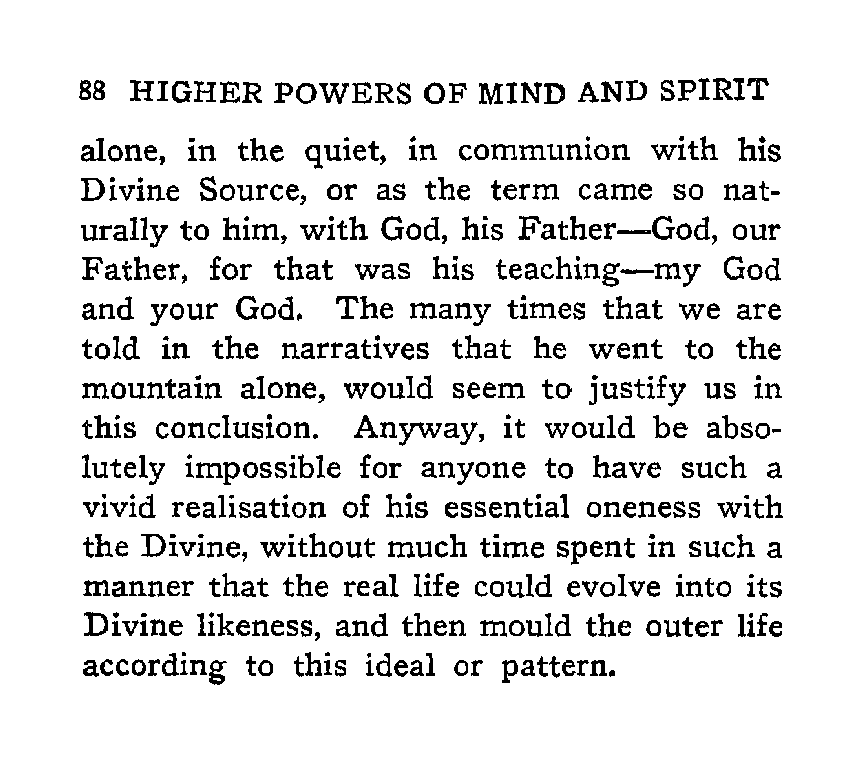 88 HIGHER POWERS OF MIND AND SPIRIT
alone, in the quiet, in communion with his
Divine Source, or as the term came so nat-
urally to him, with God, his Father—God, our
Father, for that was his teaching—my God
and your God. The many times that we are
told in the narratives that he went to the
mountain alone, would seem to justify us in
this conclusion. Anyway, it would be abso-
lutely impossible for anyone to have such a
vivid realisation of his essential oneness with
the Divine, without much time spent in such a
manner that the real life could evolve into its
Divine likeness, and then mould the outer life
according to this ideal or pattern.